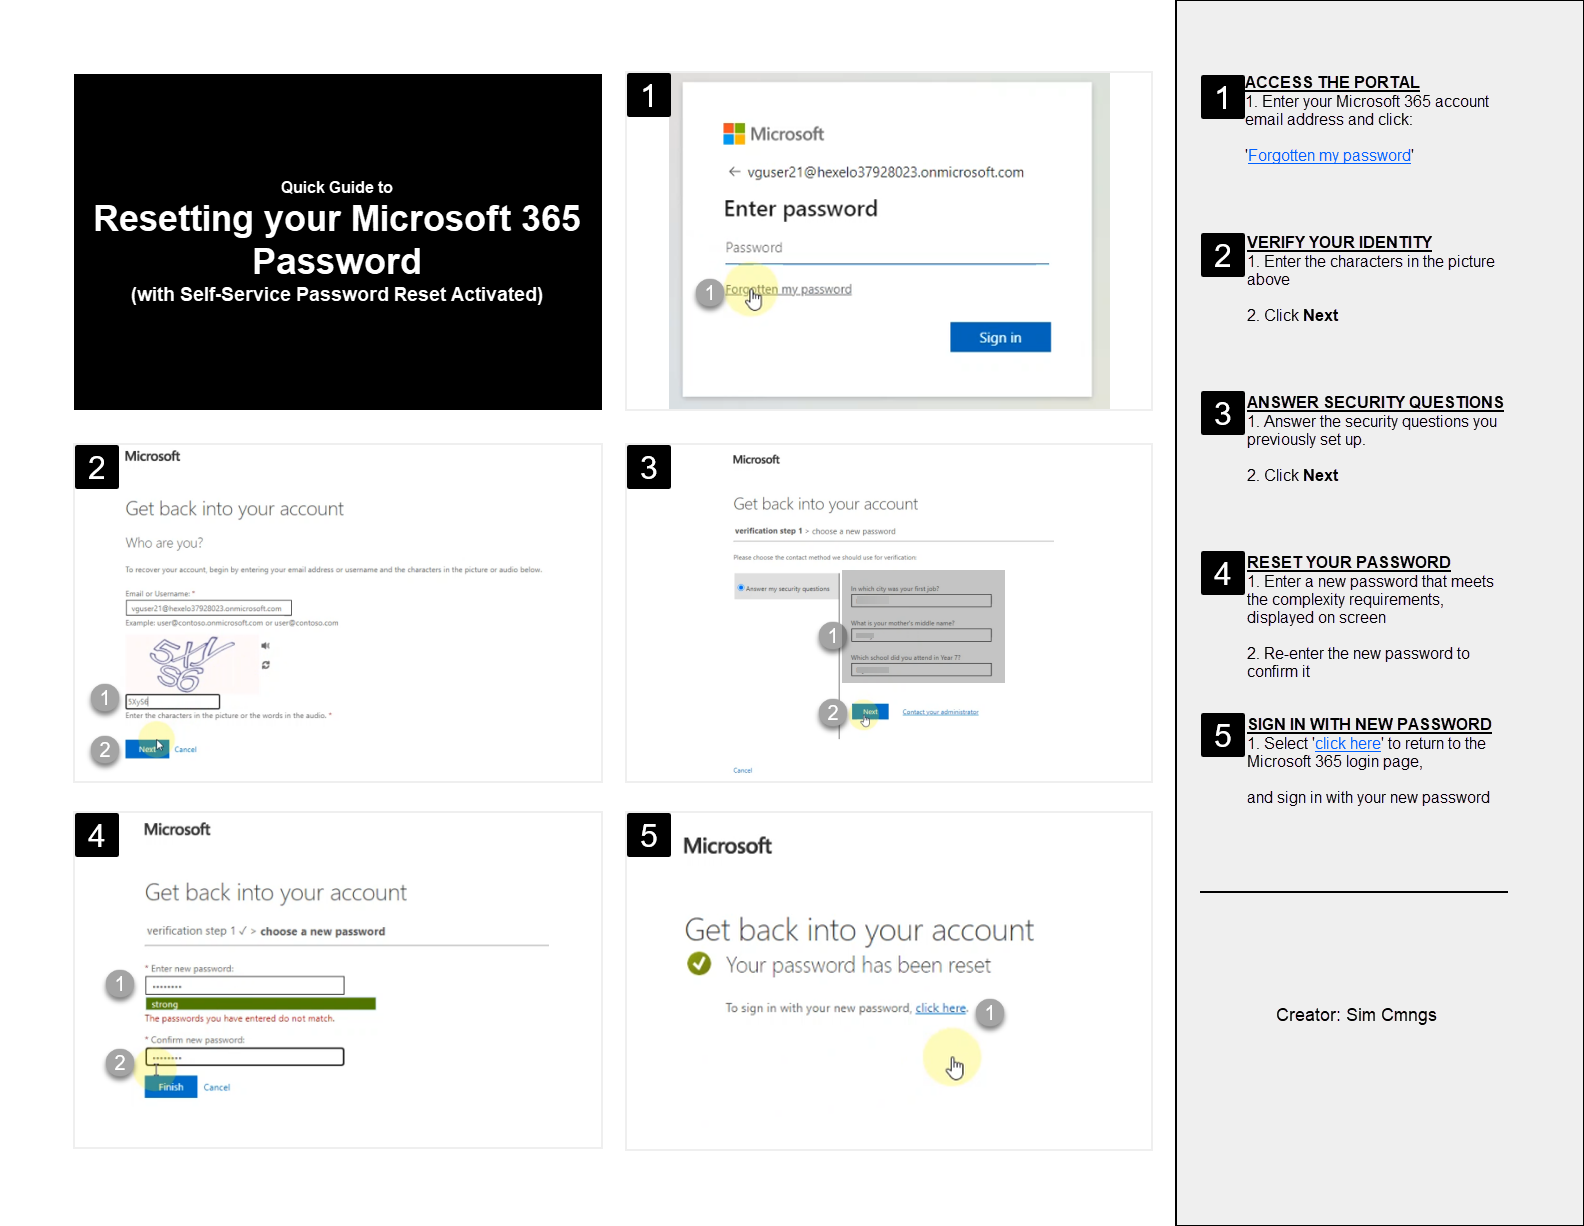 Quick Guide to
Resetting your Microsoft 365
Password
(with Self-Service Password Reset Activated)
1
Microsoft
← vguser21@hexelo37928023.onmicrosoft.com
Enter password
Password
1 Forgotten my password
Sign in
2
Microsoft
Get back into your account
Who are you?
To recover your account, begin by entering your email address or username and the characters in the picture or audio below.
Email or Username: *
vguser21@hexelo37928023.onmicrosoft.com
Example: user@contoso.onmicrosoft.com or user@contoso.com
1
Enter the characters in the picture or the words in the audio. *
2 Next Cancel
3
Microsoft
Get back into your account
verification step 1 > choose a new password
Please choose the contact method we should use for verification:
Answer my security questions
In which city was your first job?
1
What is your mother's middle name?
Which school did you attend in Year 7?
2 Next Contact your administrator
Cancel
4
Microsoft
Get back into your account
verification step 1 ✓ > choose a new password
* Enter new password:
1
strong
The passwords you have entered do not match.
* Confirm new password:
2
Finish Cancel
5
Microsoft
Get back into your account
Your password has been reset
To sign in with your new password, click here. 1
1 ACCESS THE PORTAL
1. Enter your Microsoft 365 account
email address and click:
'Forgotten my password'
2 VERIFY YOUR IDENTITY
1. Enter the characters in the picture
above
2. Click Next
3 ANSWER SECURITY QUESTIONS
1. Answer the security questions you
previously set up.
2. Click Next
4 RESET YOUR PASSWORD
1. Enter a new password that meets
the complexity requirements,
displayed on screen
2. Re-enter the new password to
confirm it
5 SIGN IN WITH NEW PASSWORD
1. Select 'click here' to return to the
Microsoft 365 login page,
and sign in with your new password
Creator: Sim Cmngs